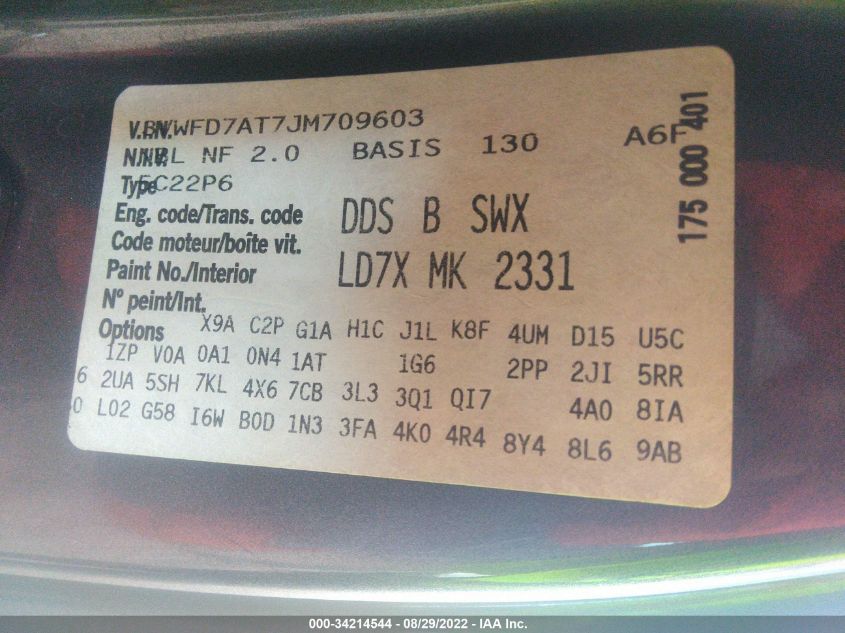 V.I.N. WFD7AT7JM709603
NF 2.0 BASIS 130 A6F
Type 5C22P6
Eng. code/Trans. code DDS B SWX
Code moteur/boîte vit.
Paint No./Interior LD7X MK 2331
N° peint/Int.
Options X9A C2P G1A H1C J1L K8F 4UM D15 U5C
1ZP V0A 0A1 0N4 1AT 1G6 2PP 2JI 5RR
6 2UA 5SH 7KL 4X6 7CB 3L3 3Q1 QI7 4A0 8IA
0 L02 G58 I6W B0D 1N3 3FA 4K0 4R4 8Y4 8L6 9AB
175 000 401
000-34214544 - 08/29/2022 - IAA Inc.